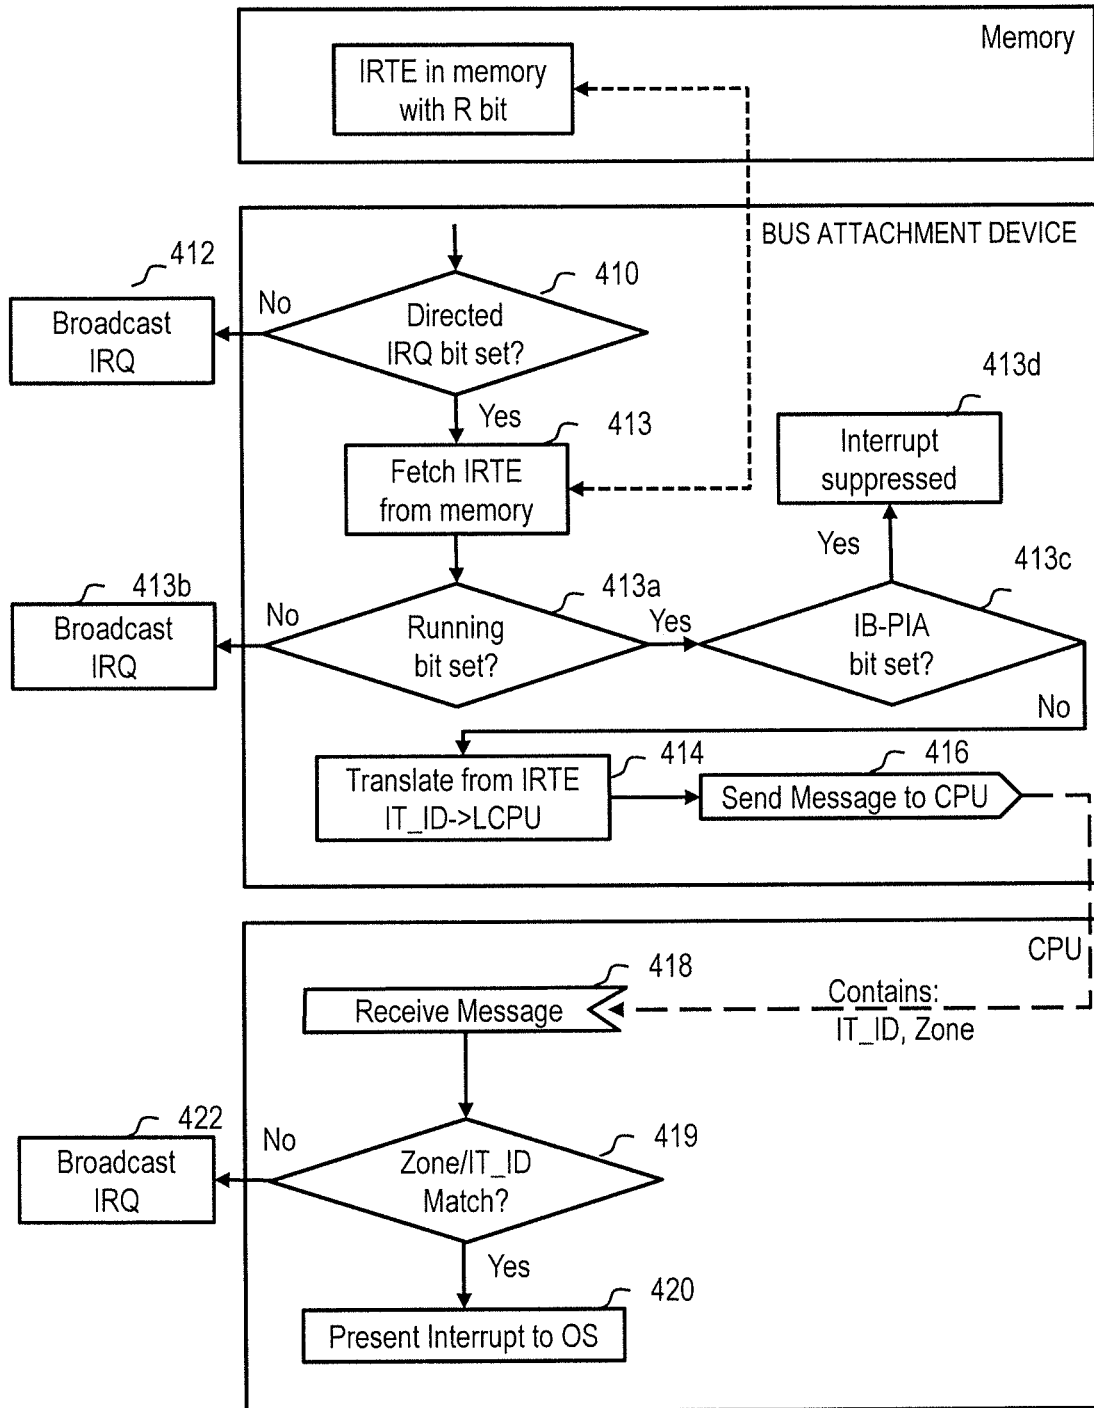 Memory
IRTE in memory
with R bit
BUS ATTACHMENT DEVICE
412
410
No
Broadcast
IRQ
Directed
IRQ bit set?
413d
Yes
413
Interrupt
suppressed
Fetch IRTE
from memory
Yes
413c
413b
413a
No
Yes
Broadcast
IRQ
Running
bit set?
IB-PIA
bit set?
No
414
416
Translate from IRTE
IT_ID->LCPU
Send Message to CPU
CPU
418
Receive Message
Contains:
IT_ID, Zone
422
No
419
Broadcast
IRQ
Zone/IT_ID
Match?
Yes
420
Present Interrupt to OS